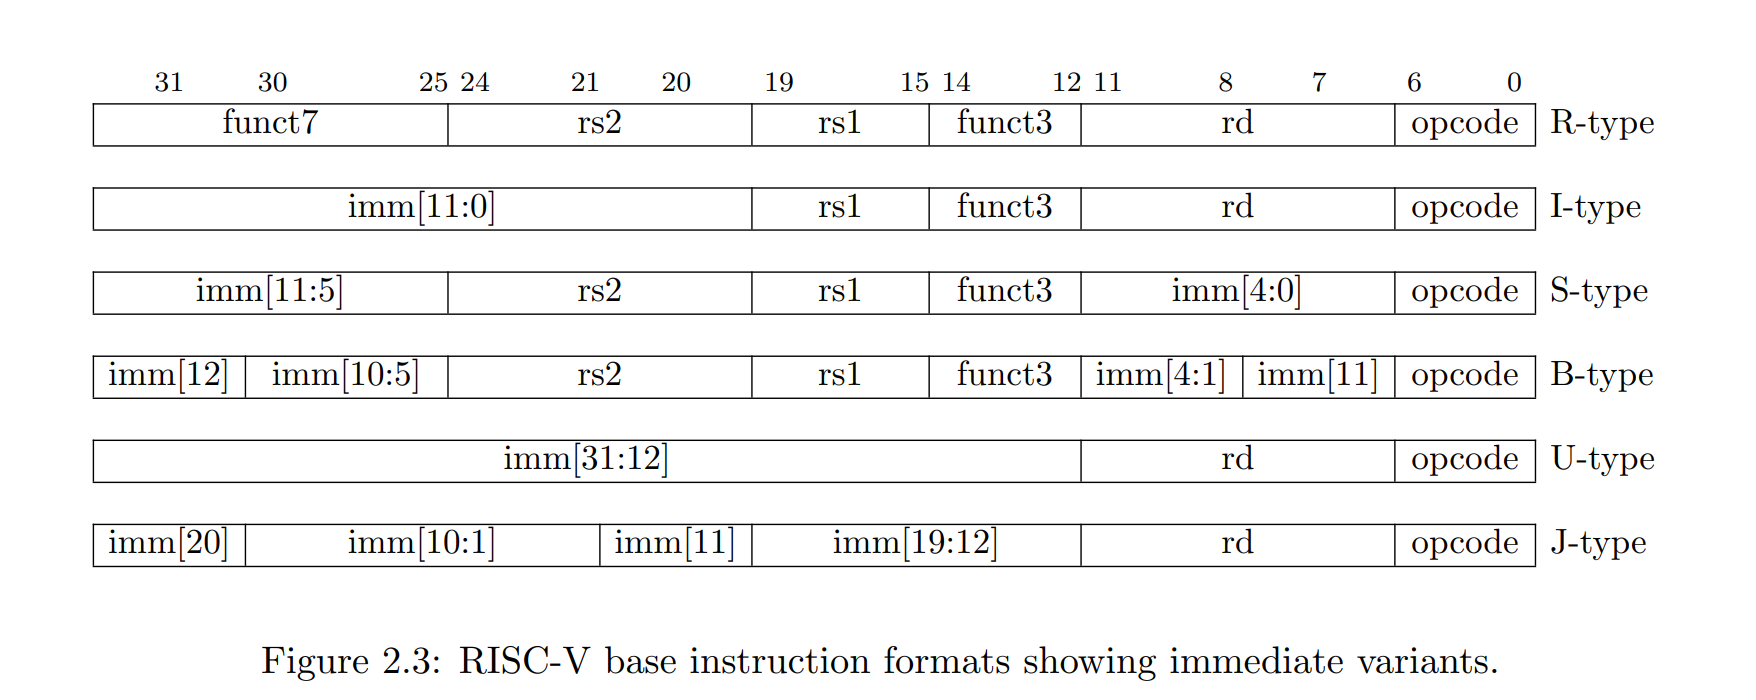 31 30 25 24 21 20 19 15 14 12 11 8 7 6 0
funct7 rs2 rs1 funct3 rd opcode R-type
imm[11:0] rs1 funct3 rd opcode I-type
imm[11:5] rs2 rs1 funct3 imm[4:0] opcode S-type
imm[12] imm[10:5] rs2 rs1 funct3 imm[4:1] imm[11] opcode B-type
imm[31:12] rd opcode U-type
imm[20] imm[10:1] imm[11] imm[19:12] rd opcode J-type
Figure 2.3: RISC-V base instruction formats showing immediate variants.